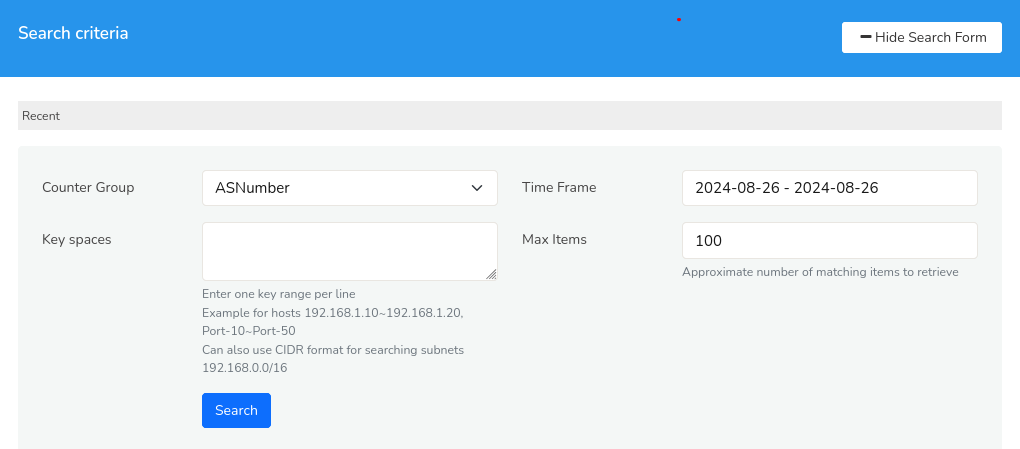 Search criteria
Hide Search Form
Recent
Counter Group
ASNumber
Time Frame
2024-08-26 - 2024-08-26
Key spaces
Max Items
100
Approximate number of matching items to retrieve
Enter one key range per line
Example for hosts 192.168.1.10~192.168.1.20,
Port-10~Port-50
Can also use CIDR format for searching subnets
192.168.0.0/16
Search